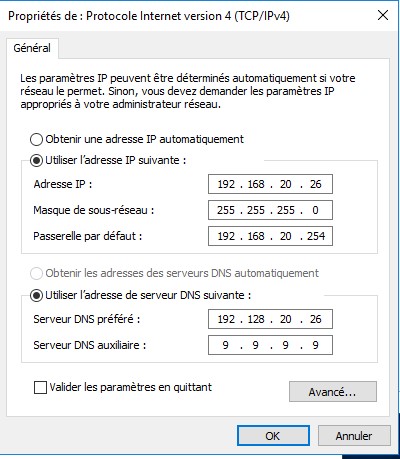 Propriétés de : Protocole Internet version 4 (TCP/IPv4)
Général
Les paramètres IP peuvent être déterminés automatiquement si votre
réseau le permet. Sinon, vous devez demander les paramètres IP
appropriés à votre administrateur réseau.
Obtenir une adresse IP automatiquement
Utiliser l'adresse IP suivante :
Adresse IP : 192 . 168 . 20 . 26
Masque de sous-réseau : 255 . 255 . 255 . 0
Passerelle par défaut : 192 . 168 . 20 . 254
Obtenir les adresses des serveurs DNS automatiquement
Utiliser l'adresse de serveur DNS suivante :
Serveur DNS préféré : 192 . 128 . 20 . 26
Serveur DNS auxiliaire : 9 . 9 . 9 . 9
Valider les paramètres en quittant
Avancé...
OK Annuler